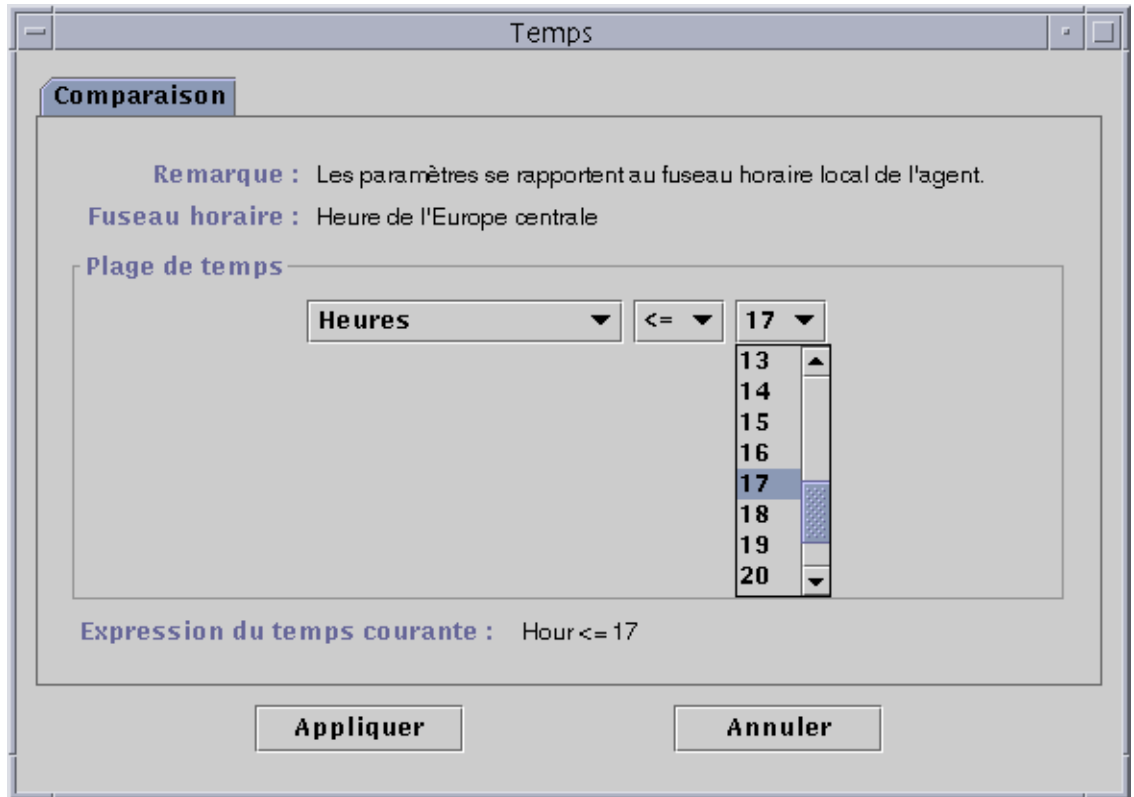 Temps
Comparaison
Remarque : Les paramètres se rapportent au fuseau horaire local de l'agent.
Fuseau horaire : Heure de l'Europe centrale
Plage de temps
Heures <= 17
13
14
15
16
17
18
19
20
Expression du temps courante : Hour <= 17
Appliquer Annuler